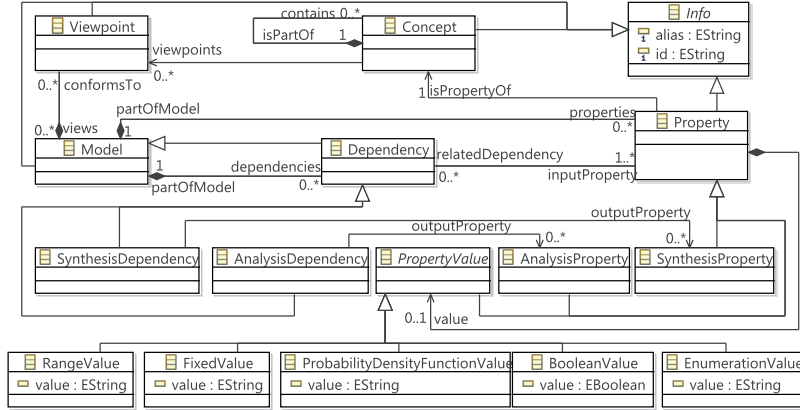 contains 0..*
Viewpoint
Concept
Info
isPartOf
1
alias : EString
id : EString
viewpoints
0..*
0..*
conformsTo
1
isPropertyOf
partOfModel
properties
0..*
0..*
views
1
Property
Model
Dependency
relatedDependency
1..*
1
dependencies
inputProperty
0..*
0..*
partOfModel
outputProperty
outputProperty
0..*
0..*
SynthesisDependency
AnalysisDependency
PropertyValue
AnalysisProperty
SynthesisProperty
0..1
value
RangeValue
FixedValue
ProbabilityDensityFunctionValue
BooleanValue
EnumerationValue
value : EString
value : EString
value : EString
value : EBoolean
value : EString